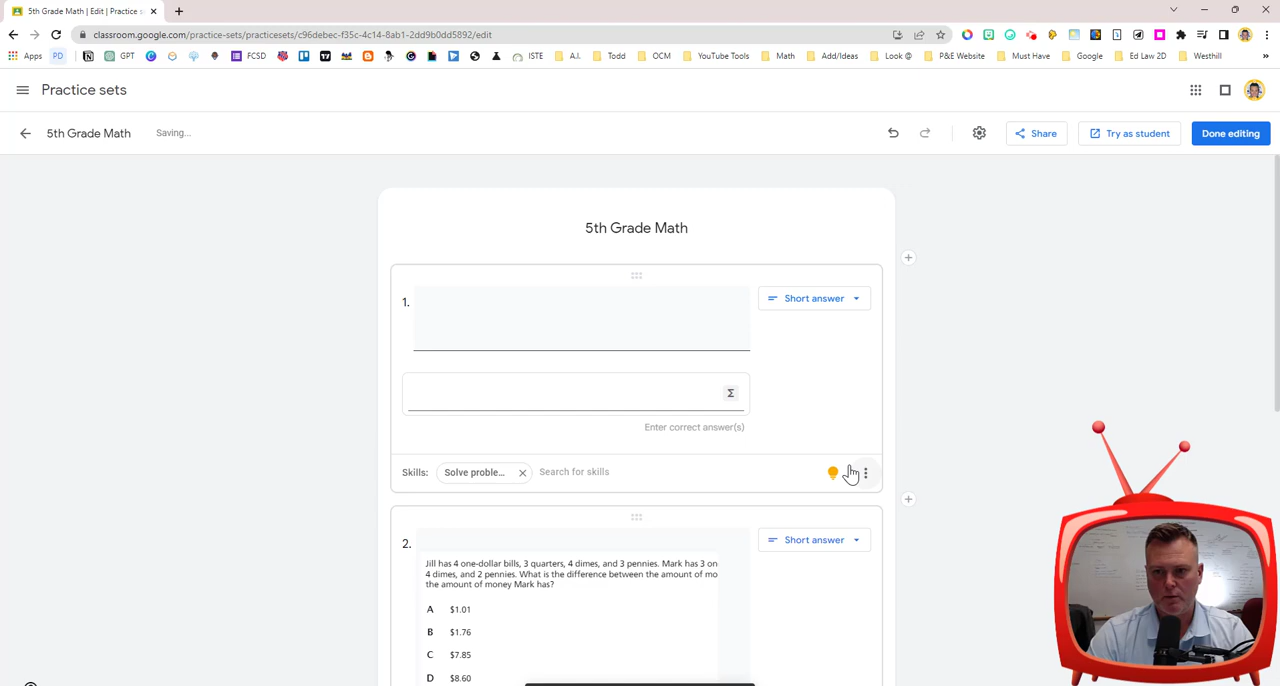 5th Grade Math | Edit | Practice s
classroom.google.com/practice-sets/practicesets/c96debec-f35c-4c14-8ab1-2dd9b0dd5892/edit
Apps PD GPT FCSD ISTE A.I. Todd OCM YouTube Tools Math Add/Ideas Look @ P&E Website Must Have Google Ed Law 2D Westhill »
Practice sets
5th Grade Math Saving... Share Try as student Done editing
5th Grade Math
1. Short answer
Σ
Enter correct answer(s)
Skills: Solve proble... Search for skills
2. Short answer
Jill has 4 one-dollar bills, 3 quarters, 4 dimes, and 3 pennies. Mark has 3 on
4 dimes, and 2 pennies. What is the difference between the amount of mo
the amount of money Mark has?
A $1.01
B $1.76
C $7.85
D $8.60